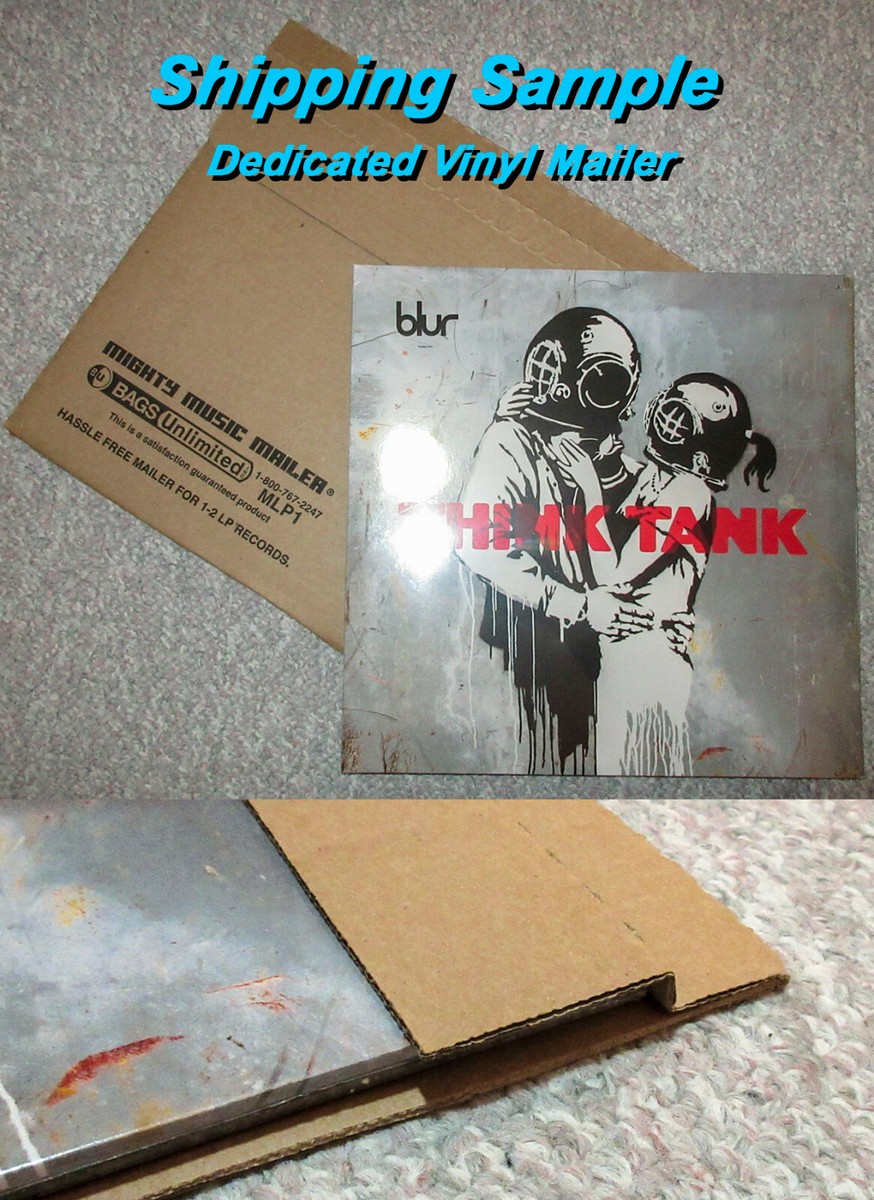 Shipping Sample
Dedicated Vinyl Mailer
MIGHTY MUSIC MAILER®
BAGS Unlimited
1-800-767-2247
This is a satisfaction guaranteed product
MLP1
HASSLE FREE MAILER FOR 1-2 LP RECORDS.
blur
THINK TANK